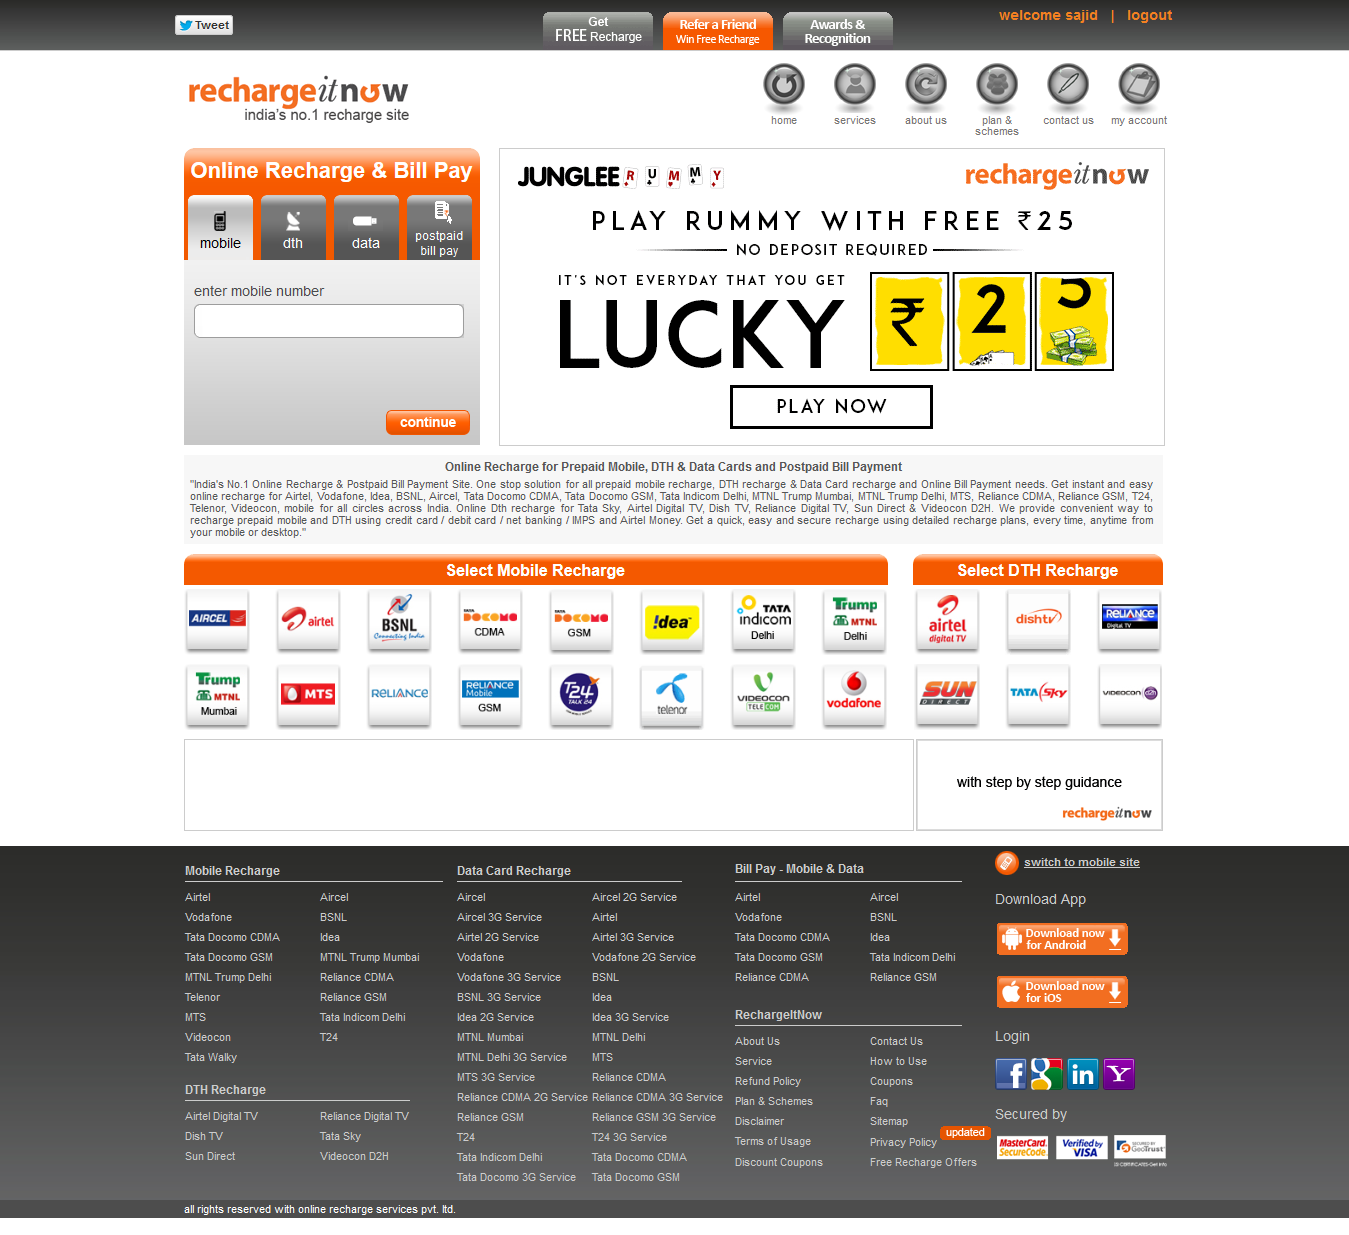 Tweet
Get
FREE Recharge
Refer a Friend
Win Free Recharge
Awards &
Recognition
welcome sajid | logout
rechargeitnow
india's no.1 recharge site
home
services
about us
plan &
schemes
contact us
my account
Online Recharge & Bill Pay
mobile
dth
data
postpaid
bill pay
enter mobile number
continue
JUNGLEE RUMMY
rechargeitnow
PLAY RUMMY WITH FREE ₹25
NO DEPOSIT REQUIRED
IT'S NOT EVERYDAY THAT YOU GET
LUCKY ₹ 2 5
PLAY NOW
Online Recharge for Prepaid Mobile, DTH & Data Cards and Postpaid Bill Payment
"India's No.1 Online Recharge & Postpaid Bill Payment Site. One stop solution for all prepaid mobile recharge, DTH recharge & Data Card recharge and Online Bill Payment needs. Get instant and easy
online recharge for Airtel, Vodafone, Idea, BSNL, Aircel, Tata Docomo CDMA, Tata Docomo GSM, Tata Indicom Delhi, MTNL Trump Mumbai, MTNL Trump Delhi, MTS, Reliance CDMA, Reliance GSM, T24,
Telenor, Videocon, mobile for all circles across India. Online Dth recharge for Tata Sky, Airtel Digital TV, Dish TV, Reliance Digital TV, Sun Direct & Videocon D2H. We provide convenient way to
recharge prepaid mobile and DTH using credit card / debit card / net banking / IMPS and Airtel Money. Get a quick, easy and secure recharge using detailed recharge plans, every time, anytime from
your mobile or desktop."
Select Mobile Recharge
Select DTH Recharge
AIRCEL
airtel
BSNL
Connecting India
TATA
DOCOMO
CDMA
TATA
DOCOMO
GSM
!dea
TATA
indicom
Delhi
Trump
MTNL
Delhi
airtel
digital TV
dishtv
RELIANCE
Digital TV
Trump
MTNL
Mumbai
MTS
RELIANCE
RELIANCE
Mobile
GSM
T24
TALK 24
telenor
VIDEOCON
TELECOM
vodafone
SUN
DIRECT
TATA Sky
VIDEOCON d2h
with step by step guidance
rechargeitnow
Mobile Recharge
Airtel Aircel
Vodafone BSNL
Tata Docomo CDMA Idea
Tata Docomo GSM MTNL Trump Mumbai
MTNL Trump Delhi Reliance CDMA
Telenor Reliance GSM
MTS Tata Indicom Delhi
Videocon T24
Tata Walky
DTH Recharge
Airtel Digital TV Reliance Digital TV
Dish TV Tata Sky
Sun Direct Videocon D2H
Data Card Recharge
Aircel Aircel 2G Service
Aircel 3G Service Airtel
Airtel 2G Service Airtel 3G Service
Vodafone Vodafone 2G Service
Vodafone 3G Service BSNL
BSNL 3G Service Idea
Idea 2G Service Idea 3G Service
MTNL Mumbai MTNL Delhi
MTNL Delhi 3G Service MTS
MTS 3G Service Reliance CDMA
Reliance CDMA 2G Service Reliance CDMA 3G Service
Reliance GSM Reliance GSM 3G Service
T24 T24 3G Service
Tata Indicom Delhi Tata Docomo CDMA
Tata Docomo 3G Service Tata Docomo GSM
Bill Pay - Mobile & Data
Airtel Aircel
Vodafone BSNL
Tata Docomo CDMA Idea
Tata Docomo GSM Tata Indicom Delhi
Reliance CDMA Reliance GSM
RechargeItNow
About Us Contact Us
Service How to Use
Refund Policy Coupons
Plan & Schemes Faq
Disclaimer Sitemap
Terms of Usage Privacy Policy updated
Discount Coupons Free Recharge Offers
switch to mobile site
Download App
Download now
for Android
Download now
for iOS
Login
Secured by
MasterCard.
SecureCode.
Verified by
VISA
SECURED BY
GeoTrust
all rights reserved with online recharge services pvt. ltd.